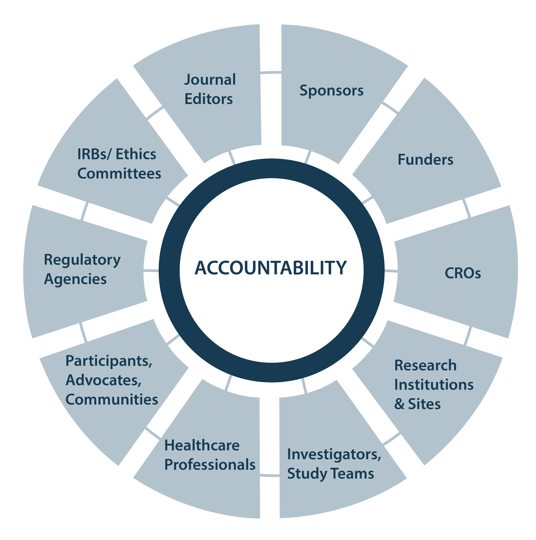 Journal
Editors
Sponsors
Funders
CROs
Research
Institutions
& Sites
Investigators,
Study Teams
Healthcare
Professionals
Participants,
Advocates,
Communities
Regulatory
Agencies
IRBs/ Ethics
Committees
ACCOUNTABILITY